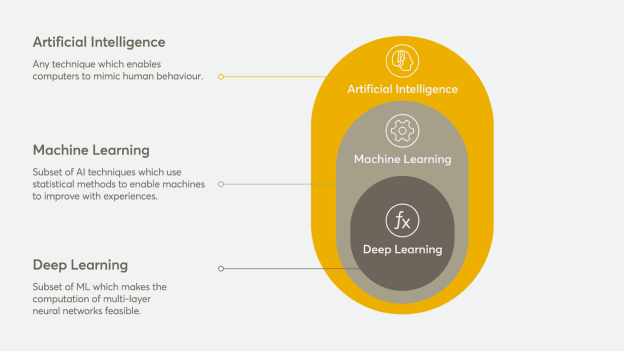 Artificial Intelligence
Any technique which enables
computers to mimic human behaviour.
Machine Learning
Subset of AI techniques which use
statistical methods to enable machines
to improve with experiences.
Deep Learning
Subset of ML which makes the
computation of multi-layer
neural networks feasible.
Artificial Intelligence
Machine Learning
fx
Deep Learning